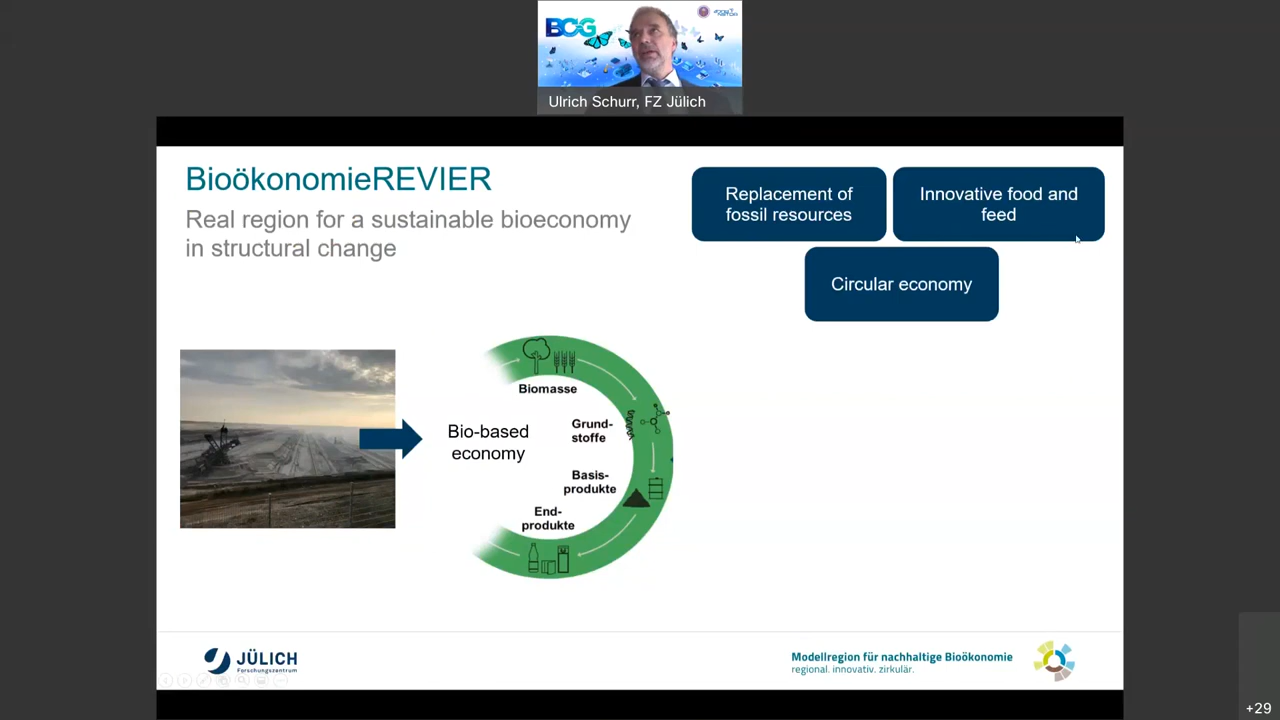 BCG
Ulrich Schurr, FZ Jülich
BioökonomieREVIER
Real region for a sustainable bioeconomy
in structural change
Replacement of
fossil resources
Innovative food and
feed
Circular economy
Bio-based
economy
Biomasse
Grund-
stoffe
Basis-
produkte
End-
produkte
JÜLICH
Forschungszentrum
Modellregion für nachhaltige Bioökonomie
regional. innovativ. zirkulär.
+29